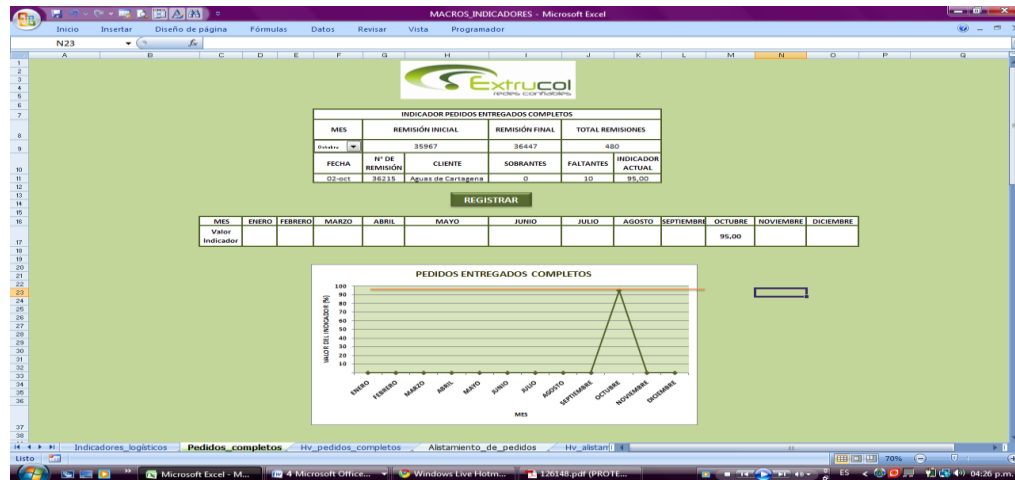 MACROS_INDICADORES - Microsoft Excel
Inicio Insertar Diseño de página Fórmulas Datos Revisar Vista Programador
N23 fx
A B C D E F G H I J K L M N O P Q
Extrucol
redes confiables
INDICADOR PEDIDOS ENTREGADOS COMPLETOS
MES REMISIÓN INICIAL REMISIÓN FINAL TOTAL REMISIONES
Octubre 35967 36447 480
FECHA N° DE REMISIÓN CLIENTE SOBRANTES FALTANTES INDICADOR ACTUAL
02-oct 36215 Aguas de Cartagena 0 10 95,00
REGISTRAR
MES ENERO FEBRERO MARZO ABRIL MAYO JUNIO JULIO AGOSTO SEPTIEMBRE OCTUBRE NOVIEMBRE DICIEMBRE
Valor Indicador 95,00
PEDIDOS ENTREGADOS COMPLETOS
VALOR DEL INDICADOR (%)
100
90
80
70
60
50
40
30
20
10
ENERO FEBRERO MARZO ABRIL MAYO JUNIO JULIO AGOSTO SEPTIEMBRE OCTUBRE NOVIEMBRE DICIEMBRE
MES
Indicadores_logísticos Pedidos_completos Hv_pedidos_completos Alistamiento_de_pedidos Hv_alistam
Listo 70%
Microsoft Excel - M... 4 Microsoft Office... Windows Live Hotm... 126148.pdf (PROTE... ES 04:26 p.m.